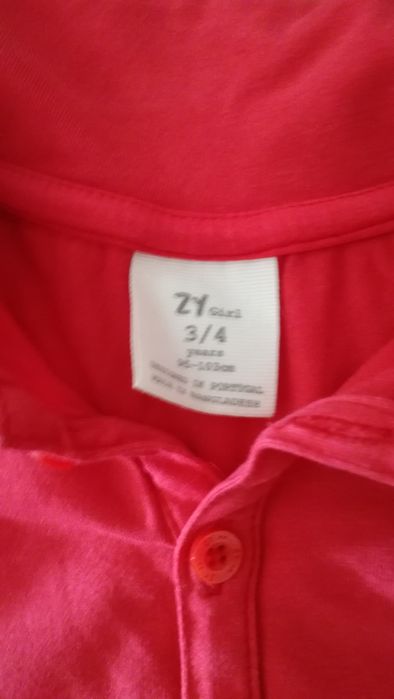 ZY Girl
3/4
years
96-103cm
DESIGNED IN PORTUGAL
MADE IN BANGLADESH